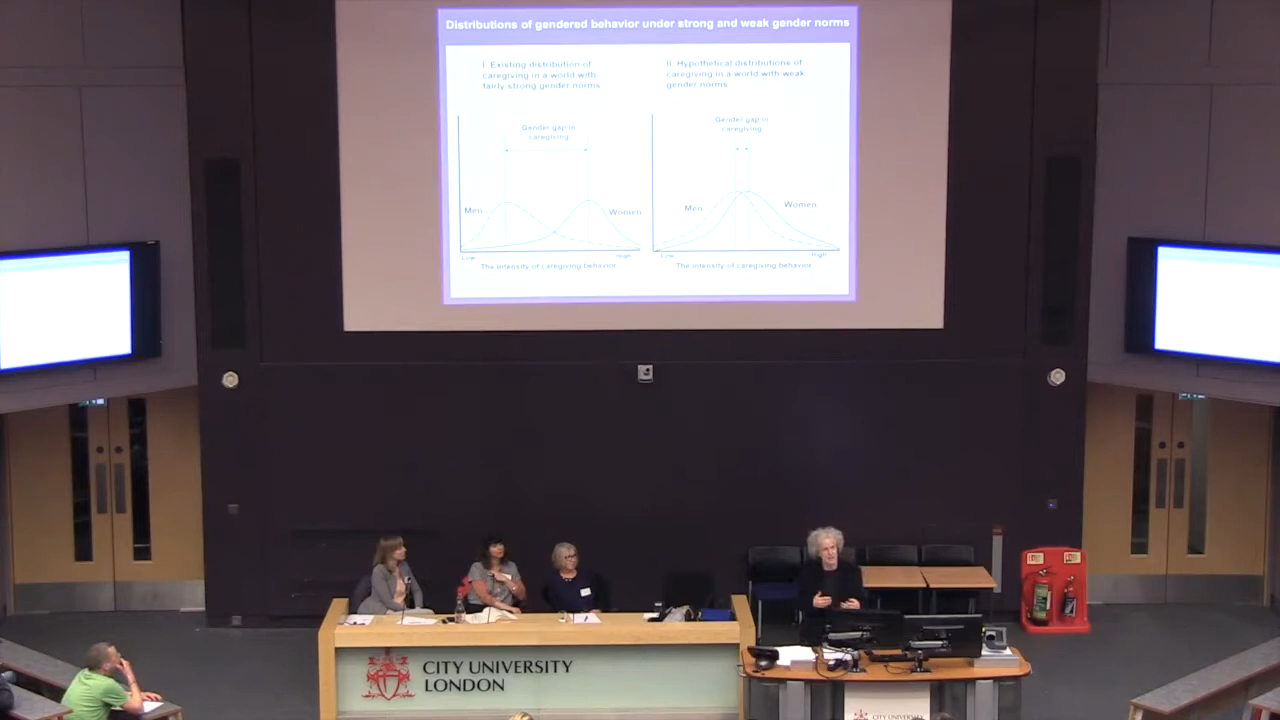 Distributions of gendered behavior under strong and weak gender norms
I. Existing distribution of
caregiving in a world with
fairly strong gender norms
Gender gap in
caregiving
Men
Women
Low
High
The intensity of caregiving behavior
II. Hypothetical distributions of
caregiving in a world with weak
gender norms
Gender gap in
caregiving
Men
Women
Low
High
The intensity of caregiving behavior
CITY UNIVERSITY
LONDON
CITY UNIVERSITY